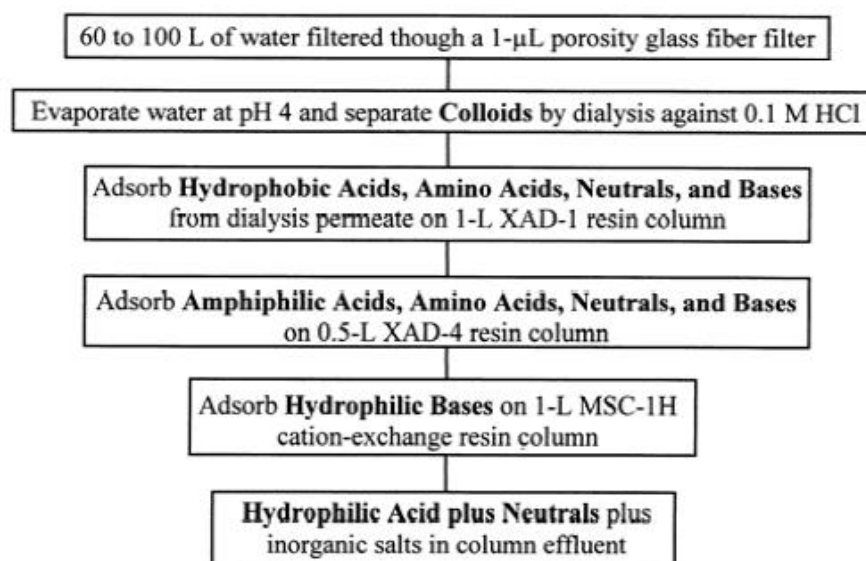 60 to 100 L of water filtered though a 1-µL porosity glass fiber filter
Evaporate water at pH 4 and separate Colloids by dialysis against 0.1 M HCl
Adsorb Hydrophobic Acids, Amino Acids, Neutrals, and Bases
from dialysis permeate on 1-L XAD-1 resin column
Adsorb Amphiphilic Acids, Amino Acids, Neutrals, and Bases
on 0.5-L XAD-4 resin column
Adsorb Hydrophilic Bases on 1-L MSC-1H
cation-exchange resin column
Hydrophilic Acid plus Neutrals plus
inorganic salts in column effluent